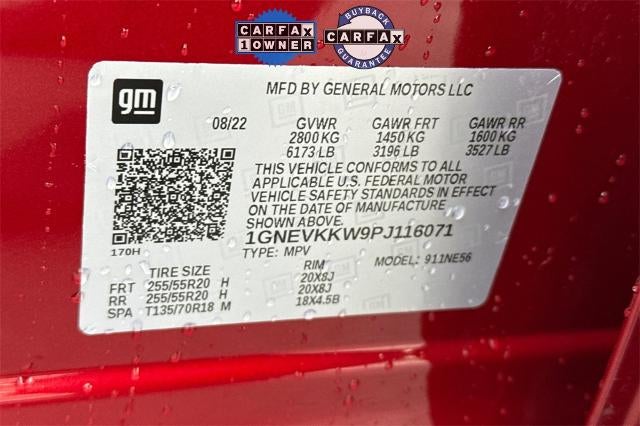 CARFAX
1 OWNER
BUYBACK
CARFAX
GUARANTEE
gm
MFD BY GENERAL MOTORS LLC
08/22 GVWR GAWR FRT GAWR RR
2800 KG 1450 KG 1600 KG
6173 LB 3196 LB 3527 LB
THIS VEHICLE CONFORMS TO ALL
APPLICABLE U.S. FEDERAL MOTOR
VEHICLE SAFETY STANDARDS IN EFFECT
ON THE DATE OF MANUFACTURE
SHOWN ABOVE.
1GNEVKKW9PJ116071
170H
TYPE: MPV MODEL: 911NE56
TIRE SIZE RIM
FRT 255/55R20 H 20X8J
RR 255/55R20 H 20X8J
SPA T135/70R18 M 18X4.5B